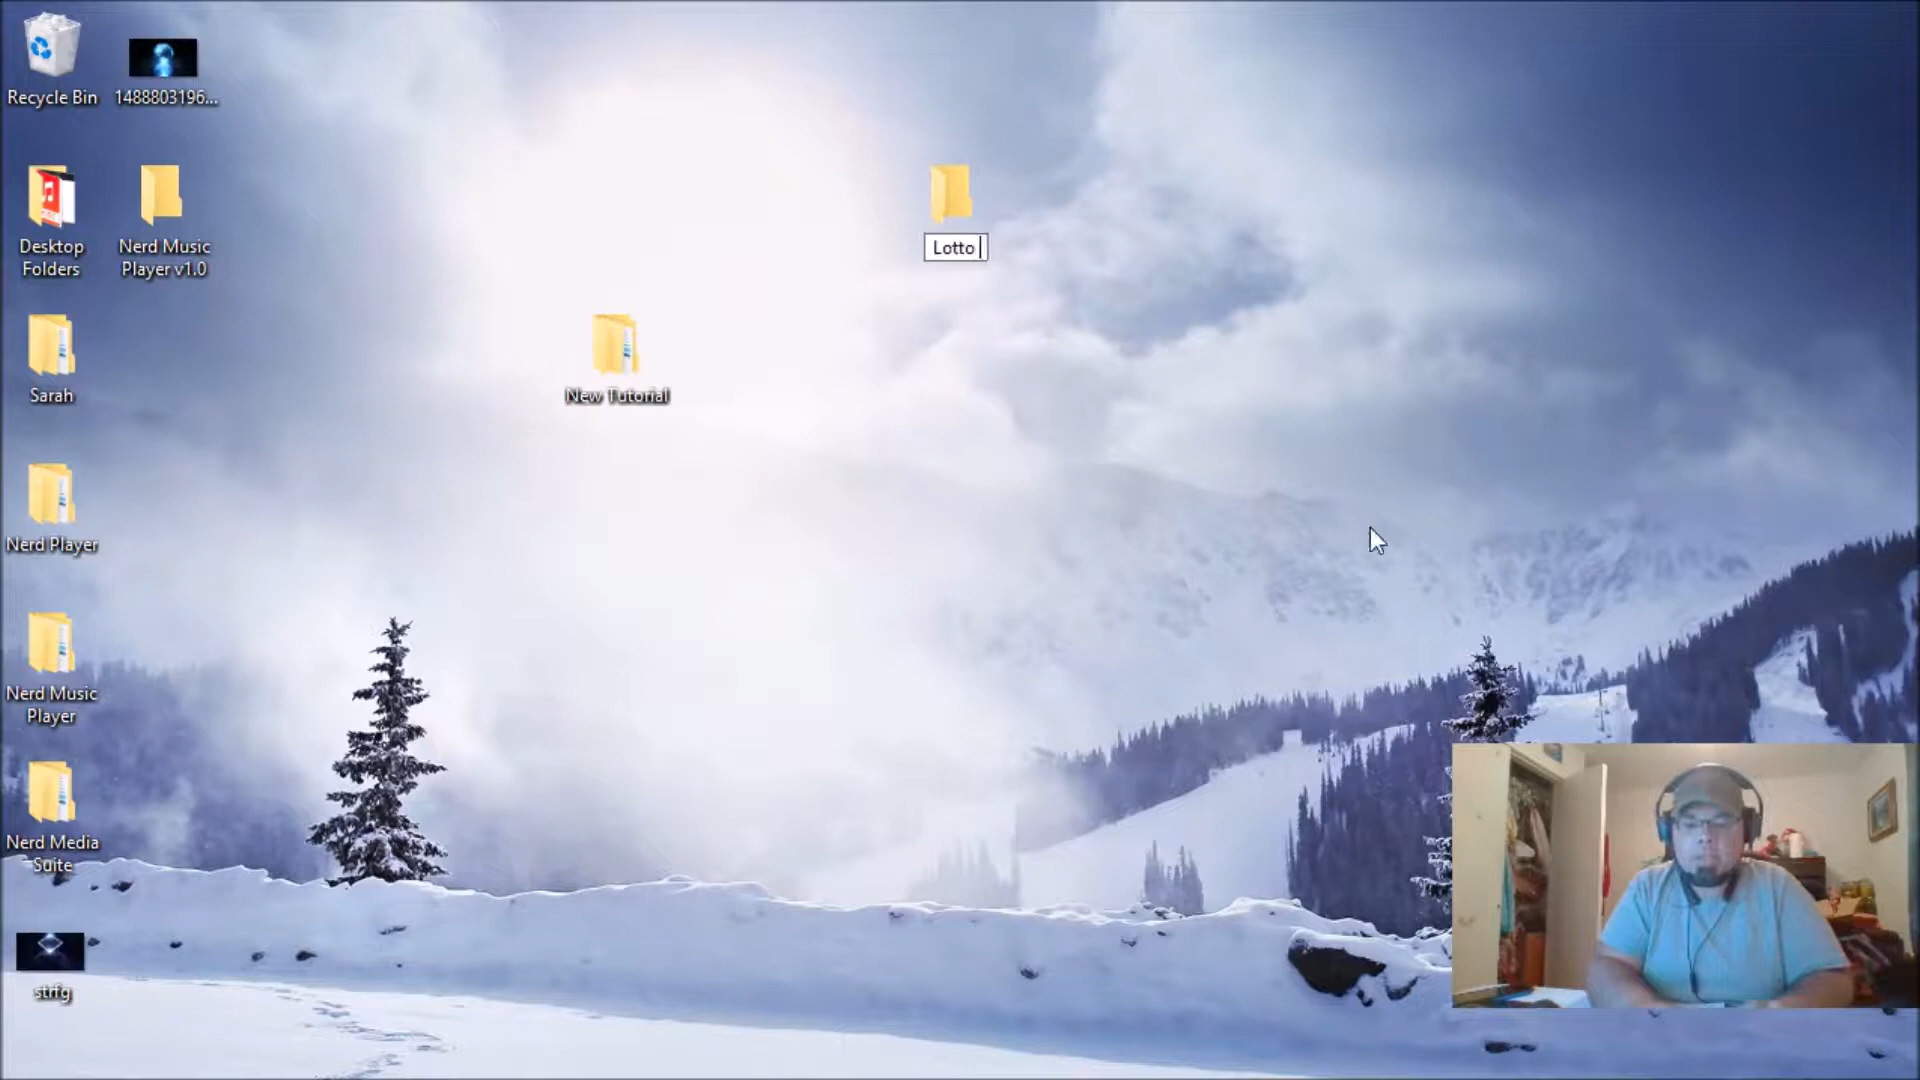 Recycle Bin
1488803196...
Desktop
Folders
Nerd Music
Player v1.0
Lotto
Sarah
New Tutorial
Nerd Player
Nerd Music
Player
Nerd Media
Suite
strfg